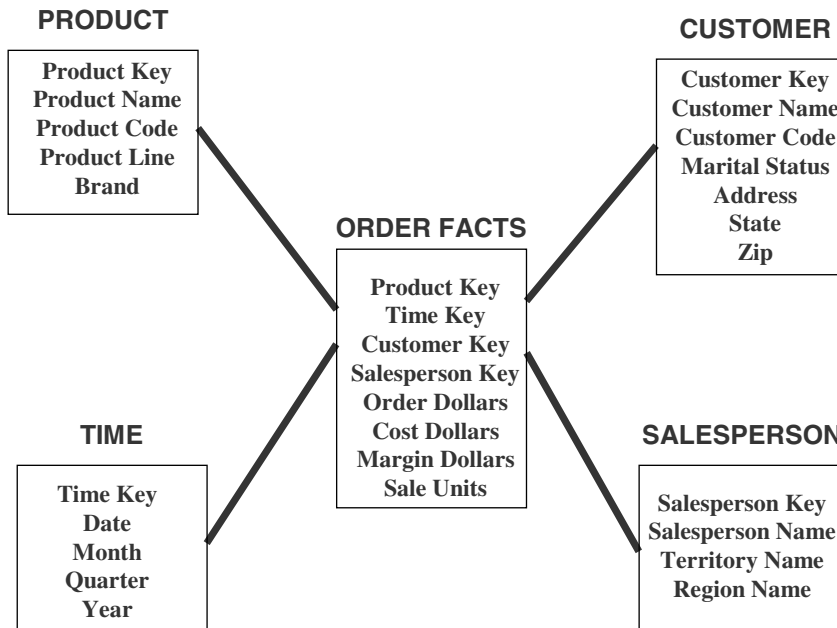 PRODUCT
Product Key
Product Name
Product Code
Product Line
Brand
CUSTOMER
Customer Key
Customer Name
Customer Code
Marital Status
Address
State
Zip
ORDER FACTS
Product Key
Time Key
Customer Key
Salesperson Key
Order Dollars
Cost Dollars
Margin Dollars
Sale Units
TIME
Time Key
Date
Month
Quarter
Year
SALESPERSON
Salesperson Key
Salesperson Name
Territory Name
Region Name